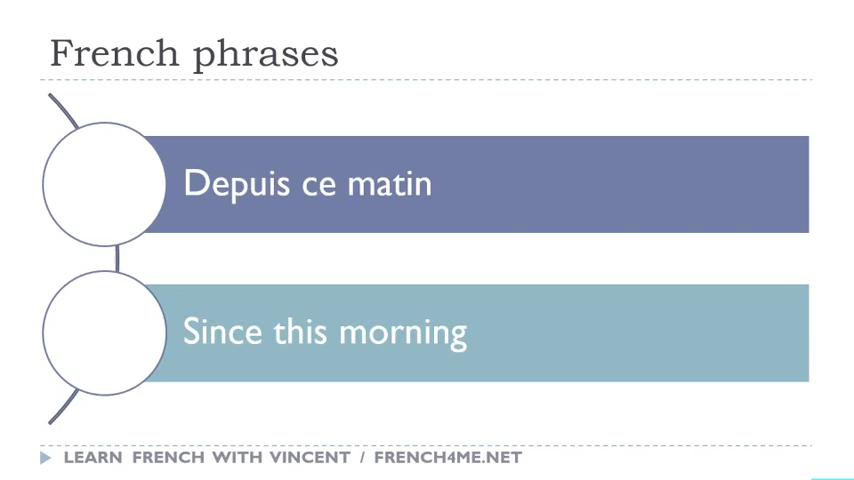 French phrases
Depuis ce matin
Since this morning
LEARN FRENCH WITH VINCENT / FRENCH4ME.NET